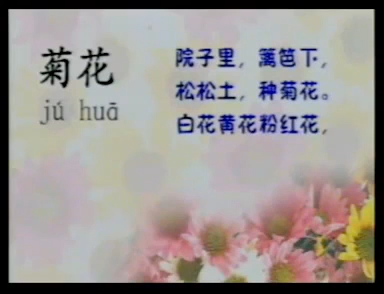 菊花
jú huā
院子里，篱笆下，
松松土，种菊花。
白花黄花粉红花，